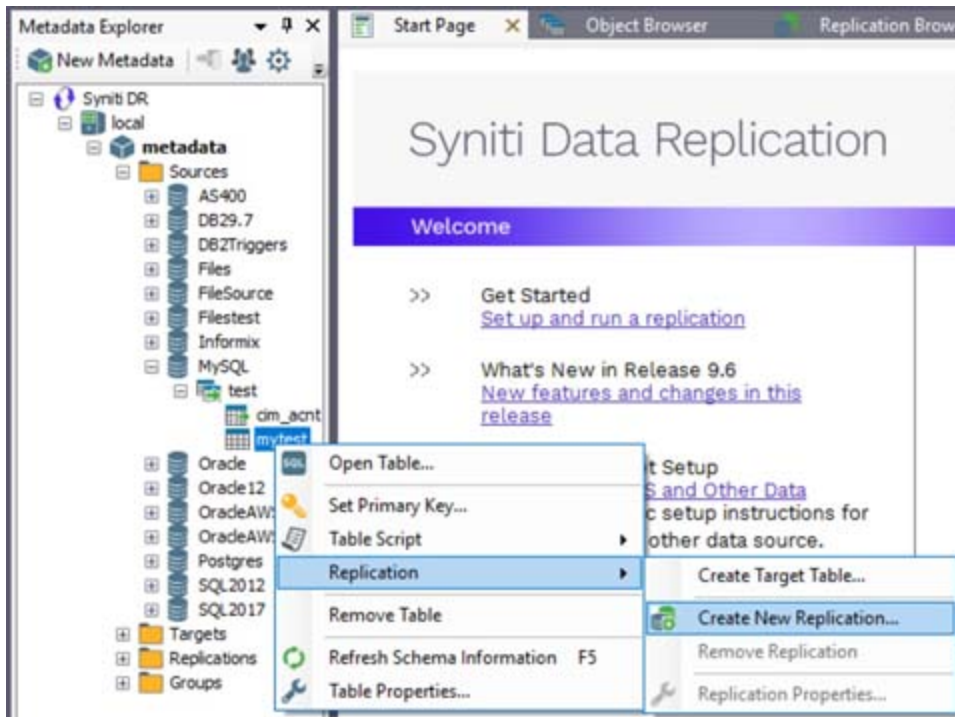 Metadata Explorer
New Metadata
Syniti DR
local
metadata
Sources
AS400
DB29.7
DB2Triggers
Files
FileSource
Filestest
Informix
MySQL
test
cim_acnt
mytest
Oracle
Oracle12
OracleAW
OracleAW
Postgres
SQL2012
SQL2017
Targets
Replications
Groups
Start Page
Object Browser
Replication Brow
Syniti Data Replication
Welcome
>> Get Started
Set up and run a replication
>> What's New in Release 9.6
New features and changes in this
release
t Setup
S and Other Data
c setup instructions for
other data source.
SQL Open Table...
Set Primary Key...
Table Script
Replication
Remove Table
Refresh Schema Information F5
Table Properties...
Create Target Table...
Create New Replication...
Remove Replication
Replication Properties...